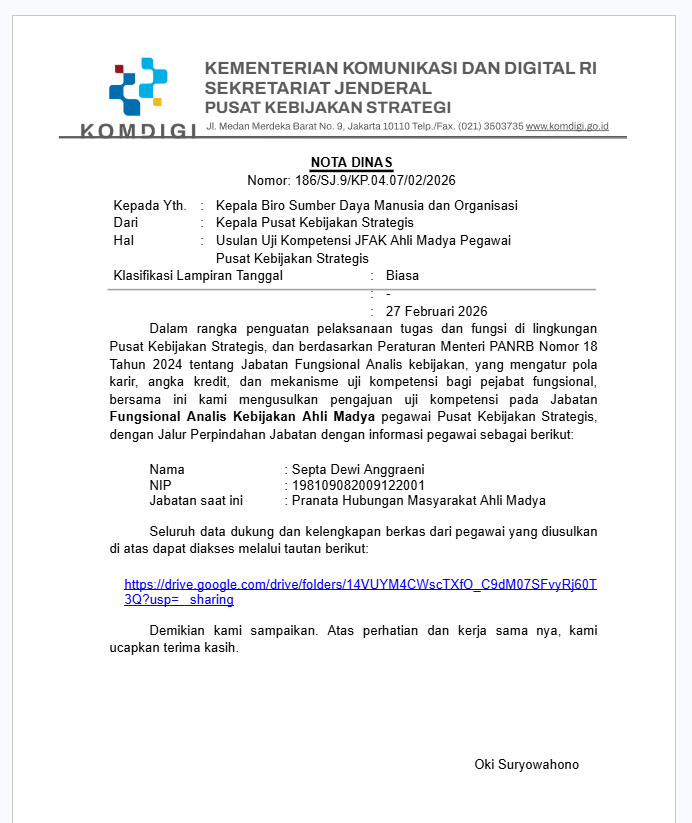 KEMENTERIAN KOMUNIKASI DAN DIGITAL RI
SEKRETARIAT JENDERAL
PUSAT KEBIJAKAN STRATEGI
KOMDIGI
Jl. Medan Merdeka Barat No. 9, Jakarta 10110 Telp./Fax. (021) 3503735 www.komdigi.go.id
NOTA DINAS
Nomor: 186/SJ.9/KP.04.07/02/2026
Kepada Yth. : Kepala Biro Sumber Daya Manusia dan Organisasi
Dari : Kepala Pusat Kebijakan Strategis
Hal : Usulan Uji Kompetensi JFAK Ahli Madya Pegawai
Pusat Kebijakan Strategis
Klasifikasi Lampiran Tanggal : Biasa
: -
: 27 Februari 2026
Dalam rangka penguatan pelaksanaan tugas dan fungsi di lingkungan
Pusat Kebijakan Strategis, dan berdasarkan Peraturan Menteri PANRB Nomor 18
Tahun 2024 tentang Jabatan Fungsional Analis kebijakan, yang mengatur pola
karir, angka kredit, dan mekanisme uji kompetensi bagi pejabat fungsional,
bersama ini kami mengusulkan pengajuan uji kompetensi pada Jabatan
Fungsional Analis Kebijakan Ahli Madya pegawai Pusat Kebijakan Strategis,
dengan Jalur Perpindahan Jabatan dengan informasi pegawai sebagai berikut:
Nama : Septa Dewi Anggraeni
NIP : 198109082009122001
Jabatan saat ini : Pranata Hubungan Masyarakat Ahli Madya
Seluruh data dukung dan kelengkapan berkas dari pegawai yang diusulkan
di atas dapat diakses melalui tautan berikut:
https://drive.google.com/drive/folders/14VUYM4CWscTXfO_C9dM07SFvyRj60T
3Q?usp=_sharing
Demikian kami sampaikan. Atas perhatian dan kerja sama nya, kami
ucapkan terima kasih.
Oki Suryowahono